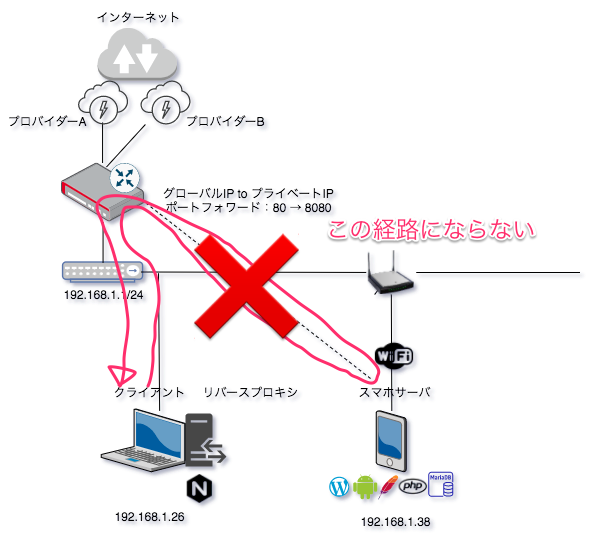 インターネット
プロバイダーA
プロバイダーB
グローバルIP to プライベートIP
ポートフォワード：80 → 8080
この経路にならない
192.168.1.1/24
WiFi
クライアント
リバースプロキシ
スマホサーバ
N
W
php
MariaDB
192.168.1.26
192.168.1.38